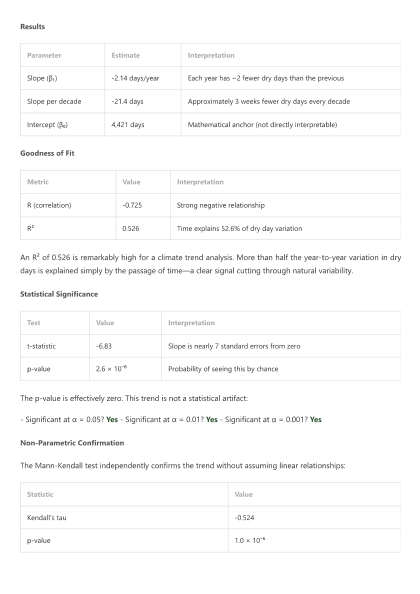 Results
Parameter Estimate Interpretation
Slope (β₁) -2.14 days/year Each year has ~2 fewer dry days than the previous
Slope per decade -21.4 days Approximately 3 weeks fewer dry days every decade
Intercept (β₀) 4,421 days Mathematical anchor (not directly interpretable)
Goodness of Fit
Metric Value Interpretation
R (correlation) -0.725 Strong negative relationship
R² 0.526 Time explains 52.6% of dry day variation
An R² of 0.526 is remarkably high for a climate trend analysis. More than half the year-to-year variation in dry
days is explained simply by the passage of time—a clear signal cutting through natural variability.
Statistical Significance
Test Value Interpretation
t-statistic -6.83 Slope is nearly 7 standard errors from zero
p-value 2.6 × 10⁻⁸ Probability of seeing this by chance
The p-value is effectively zero. This trend is not a statistical artifact:
- Significant at α = 0.05? Yes - Significant at α = 0.01? Yes - Significant at α = 0.001? Yes
Non-Parametric Confirmation
The Mann-Kendall test independently confirms the trend without assuming linear relationships:
Statistic Value
Kendall's tau -0.524
p-value 1.0 × 10⁻⁶